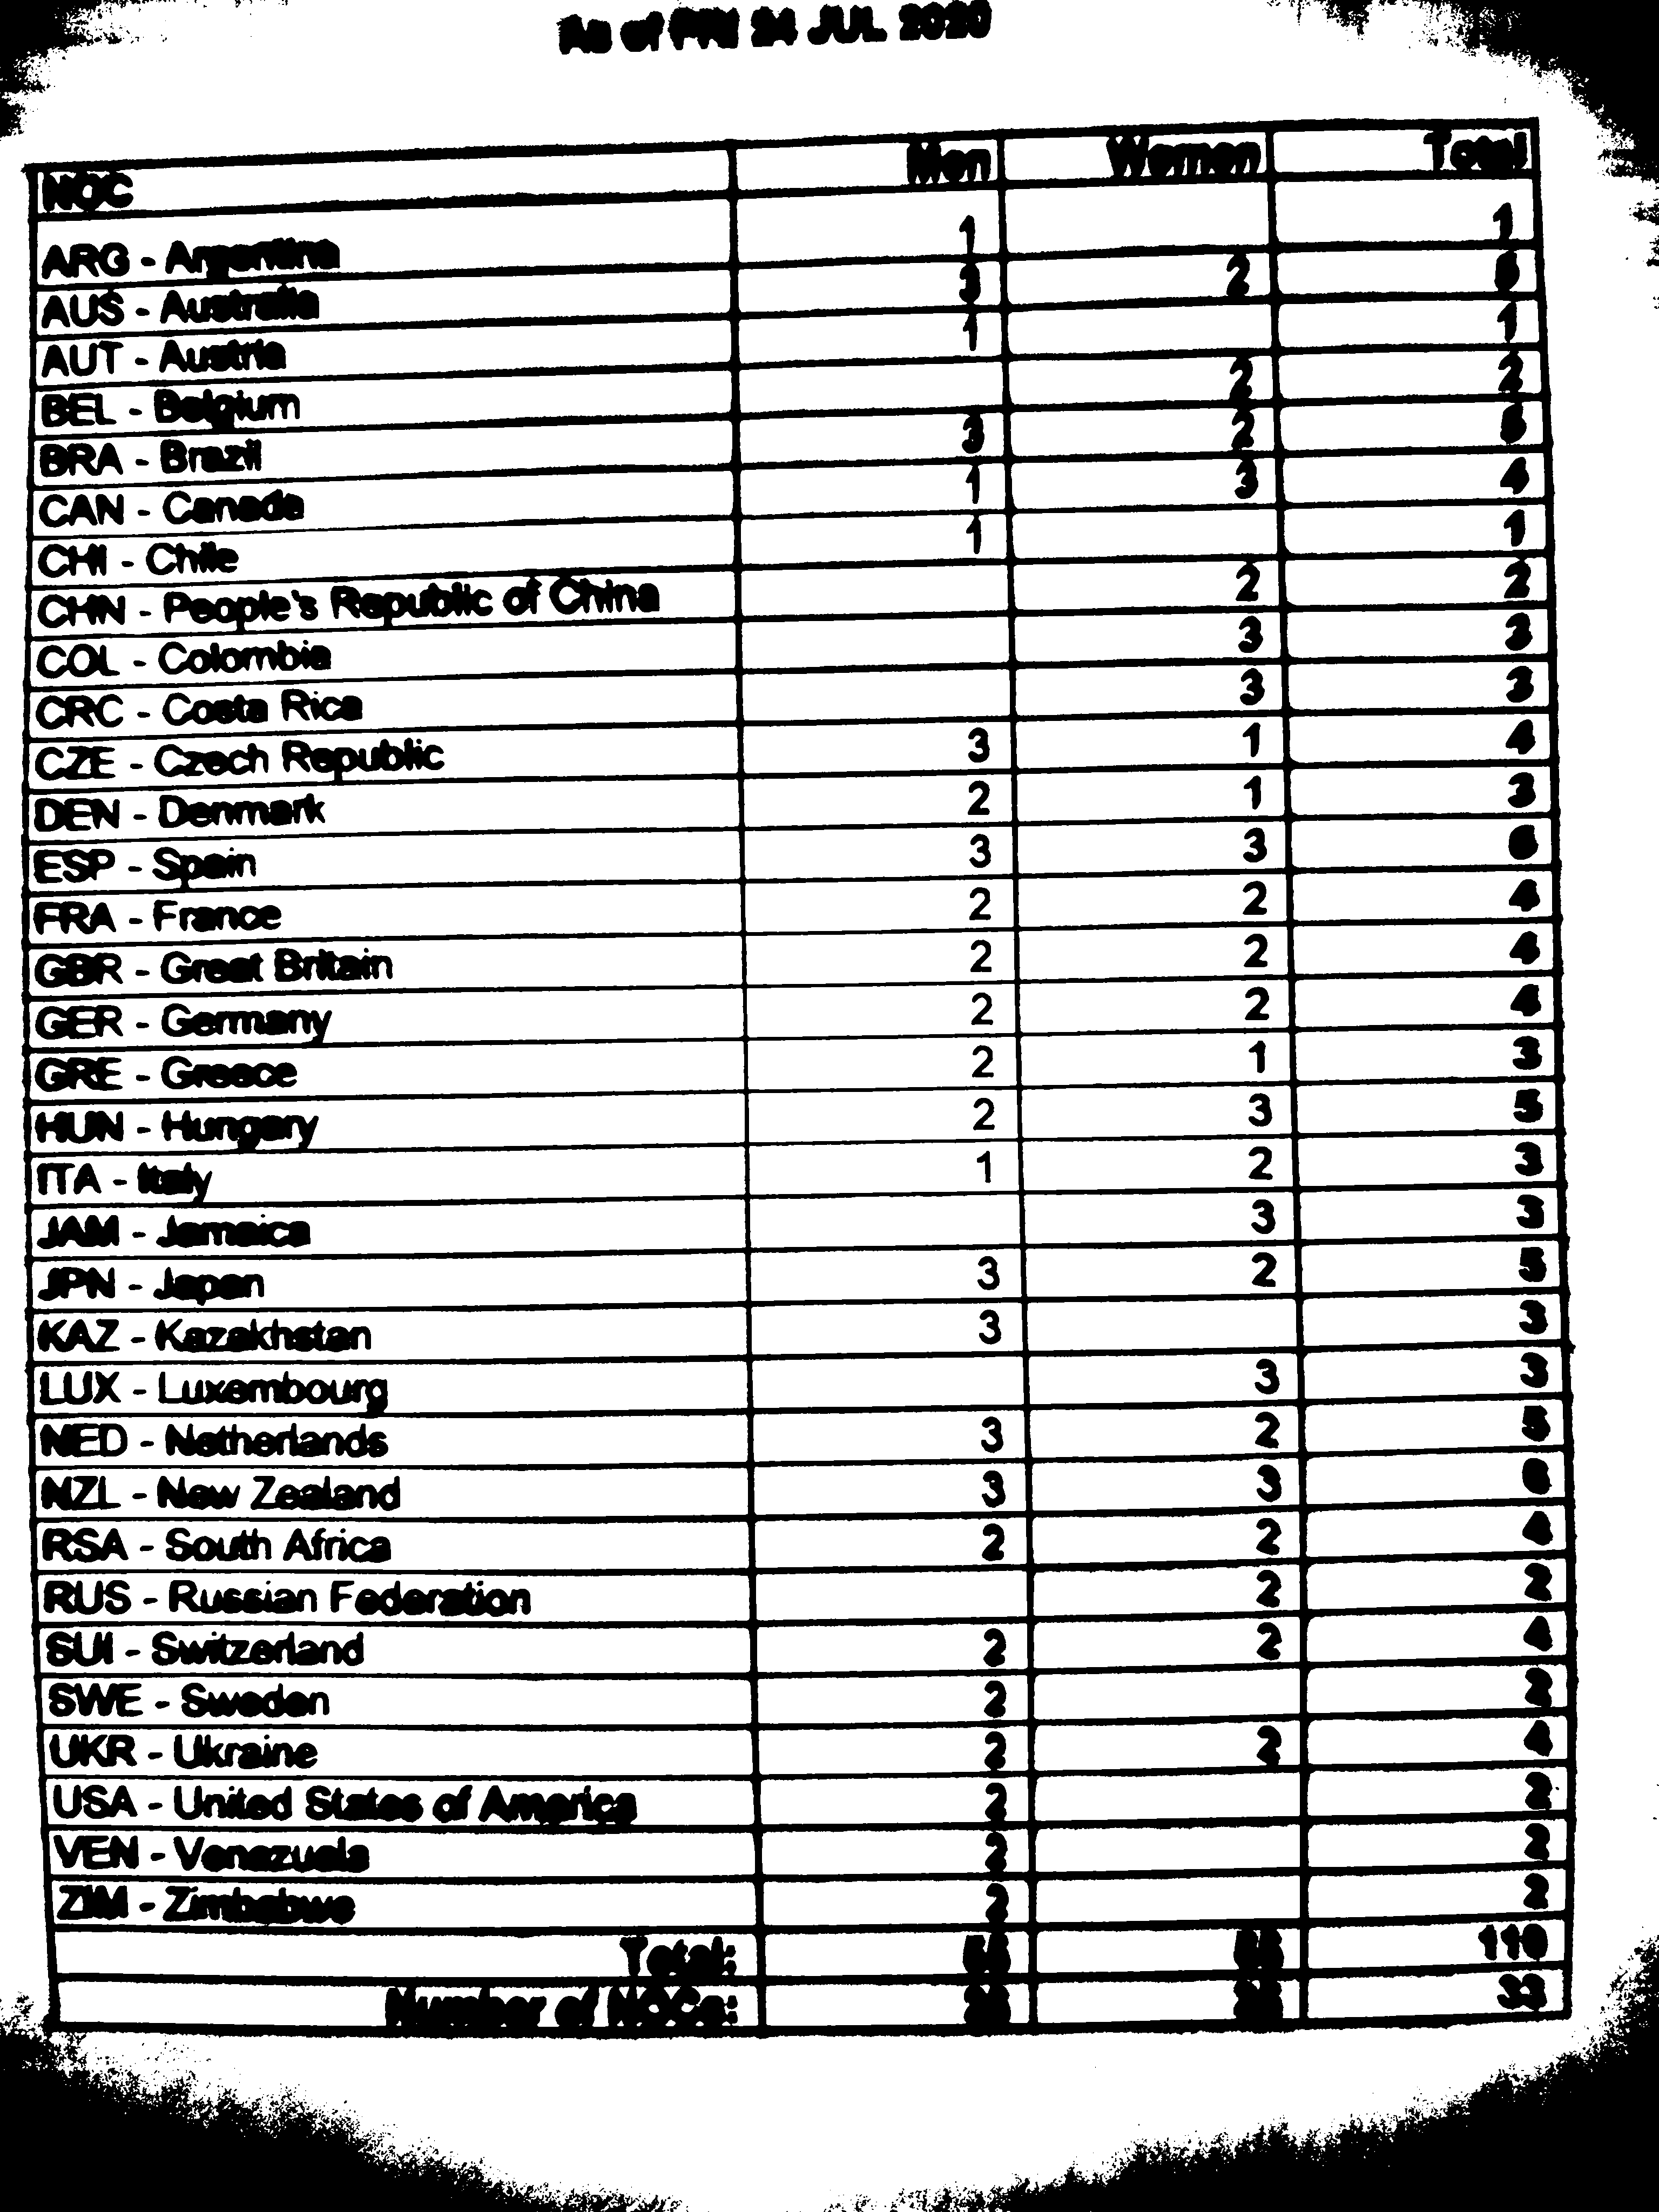 As of FRI 24 JUL 2020
NOC Men Women Total
ARG - Argentina 1 1
AUS - Australia 3 2 5
AUT - Austria 1 1
BEL - Belgium 2 2
BRA - Brazil 3 2 5
CAN - Canada 1 3 4
CHI - Chile 1 1
CHN - People's Republic of China 2 2
COL - Colombia 3 3
CRC - Costa Rica 3 3
CZE - Czech Republic 3 1 4
DEN - Denmark 2 1 3
ESP - Spain 3 3 6
FRA - France 2 2 4
GBR - Great Britain 2 2 4
GER - Germany 2 2 4
GRE - Greece 2 1 3
HUN - Hungary 2 3 5
ITA - Italy 1 2 3
JAM - Jamaica 3 3
JPN - Japan 3 2 5
KAZ - Kazakhstan 3 3
LUX - Luxembourg 3 3
NED - Netherlands 3 2 5
NZL - New Zealand 3 3 6
RSA - South Africa 2 2 4
RUS - Russian Federation 2 2
SUI - Switzerland 2 2 4
SWE - Sweden 2 2
UKR - Ukraine 2 2 4
USA - United States of America 2 2
VEN - Venezuela 2 2
ZIM - Zimbabwe 2 2
Total: 55 55 110
Number of NOCs: 26 25 33